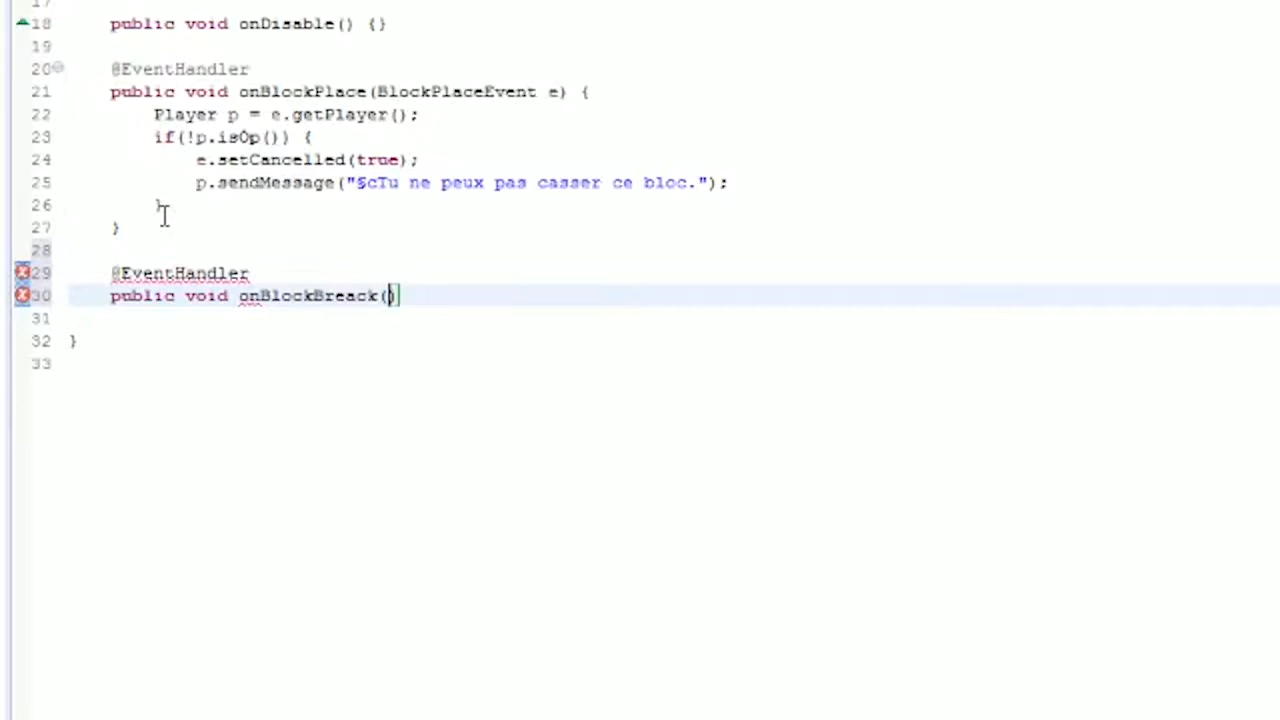 17
18 public void onDisable() {}
19
20 @EventHandler
21 public void onBlockPlace(BlockPlaceEvent e) {
22 Player p = e.getPlayer();
23 if(!p.isOp()) {
24 e.setCancelled(true);
25 p.sendMessage("§cTu ne peux pas casser ce bloc.");
26 }
27 }
28
29 @EventHandler
30 public void onBlockBreack()
31
32 }
33